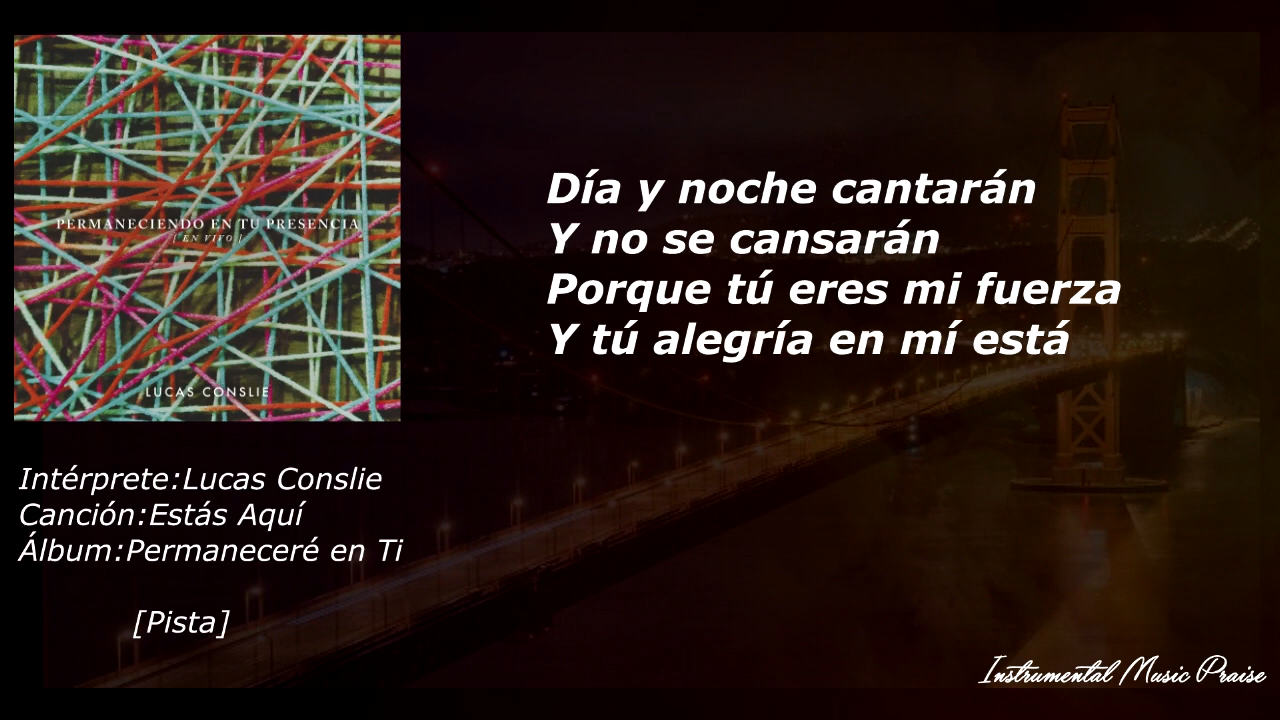 PERMANECIENDO EN TU PRESENCIA
[ EN VIVO ]
LUCAS CONSLIE
Día y noche cantarán
Y no se cansarán
Porque tú eres mi fuerza
Y tú alegría en mí está
Intérprete:Lucas Conslie
Canción:Estás Aquí
Álbum:Permaneceré en Ti
[Pista]
Instrumental Music Praise